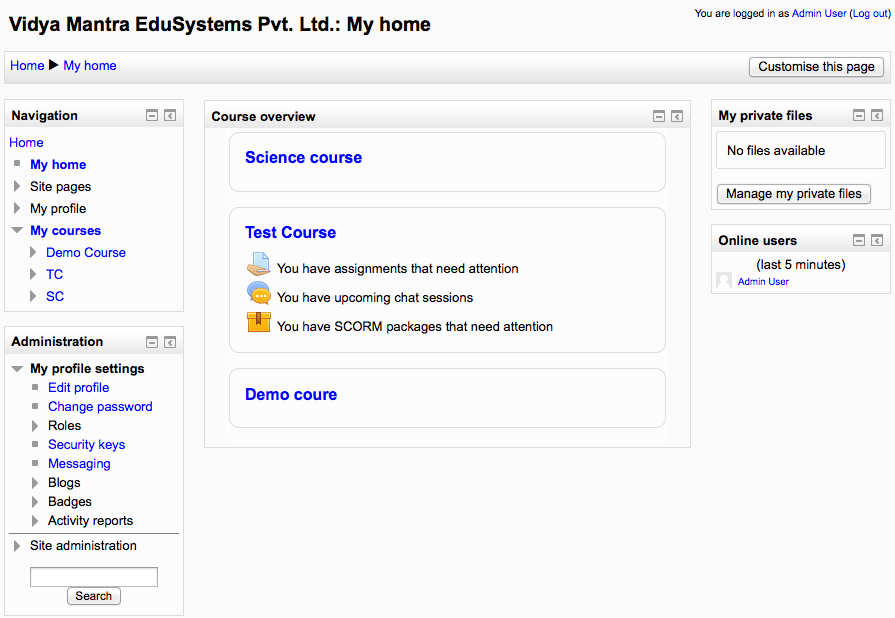 Vidya Mantra EduSystems Pvt. Ltd.: My home
You are logged in as Admin User (Log out)
Home ▶ My home
Customise this page
Navigation
Home
My home
Site pages
My profile
My courses
Demo Course
TC
SC
Administration
My profile settings
Edit profile
Change password
Roles
Security keys
Messaging
Blogs
Badges
Activity reports
Site administration
Search
Course overview
Science course
Test Course
You have assignments that need attention
You have upcoming chat sessions
You have SCORM packages that need attention
Demo coure
My private files
No files available
Manage my private files
Online users
(last 5 minutes)
Admin User